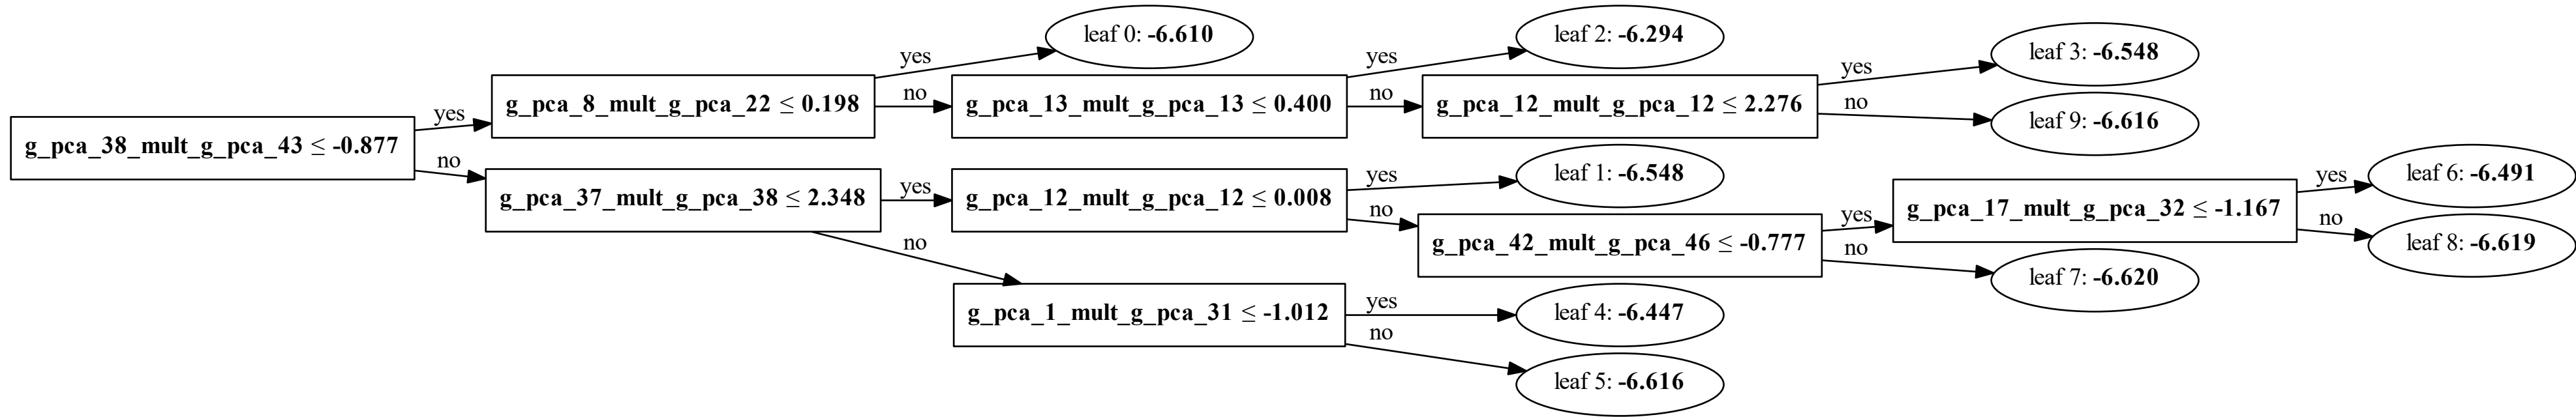 g_pca_38_mult_g_pca_43 ≤ -0.877
yes
no
g_pca_8_mult_g_pca_22 ≤ 0.198
yes
no
leaf 0: -6.610
g_pca_13_mult_g_pca_13 ≤ 0.400
yes
no
leaf 2: -6.294
g_pca_12_mult_g_pca_12 ≤ 2.276
yes
no
leaf 3: -6.548
leaf 9: -6.616
g_pca_37_mult_g_pca_38 ≤ 2.348
yes
no
g_pca_12_mult_g_pca_12 ≤ 0.008
yes
no
leaf 1: -6.548
g_pca_42_mult_g_pca_46 ≤ -0.777
yes
no
g_pca_17_mult_g_pca_32 ≤ -1.167
yes
no
leaf 6: -6.491
leaf 8: -6.619
leaf 7: -6.620
g_pca_1_mult_g_pca_31 ≤ -1.012
yes
no
leaf 4: -6.447
leaf 5: -6.616